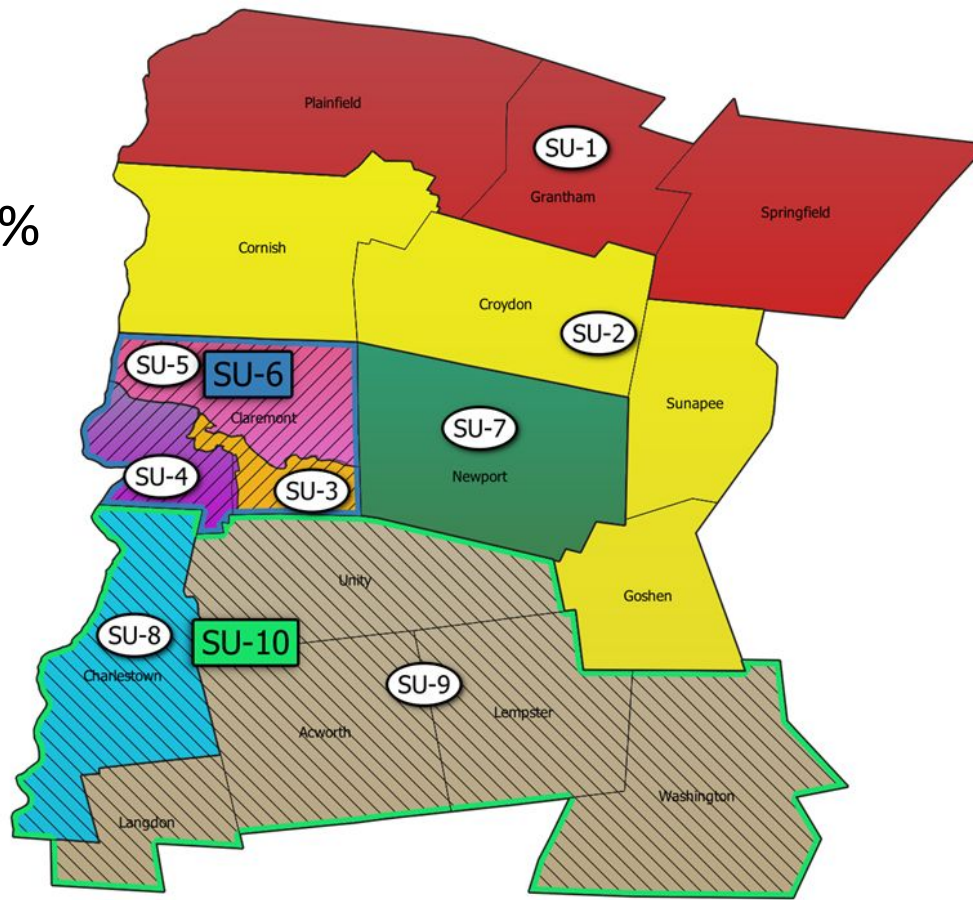 Plainfield
SU-1
Grantham
Springfield
%
Cornish
Croydon
SU-2
SU-5
SU-6
Claremont
Sunapee
SU-7
Newport
SU-4
SU-3
Unity
Goshen
SU-8
SU-10
Charlestown
SU-9
Acworth
Lempster
Washington
Langdon